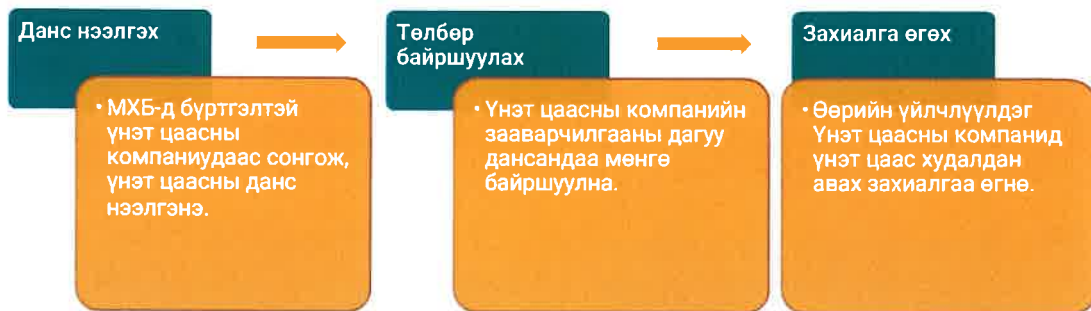 Данс нээлгэх
• МХБ-д бүртгэлтэй
үнэт цаасны
компаниудаас сонгож,
үнэт цаасны данс
нээлгэнэ.
Төлбөр
байршуулах
• Үнэт цаасны компанийн
зааварчилгааны дагуу
дансандаа мөнгө
байршуулна.
Захиалга өгөх
• Өөрийн үйлчлүүлдэг
Үнэт цаасны компанид
үнэт цаас худалдан
авах захиалгаа өгнө.